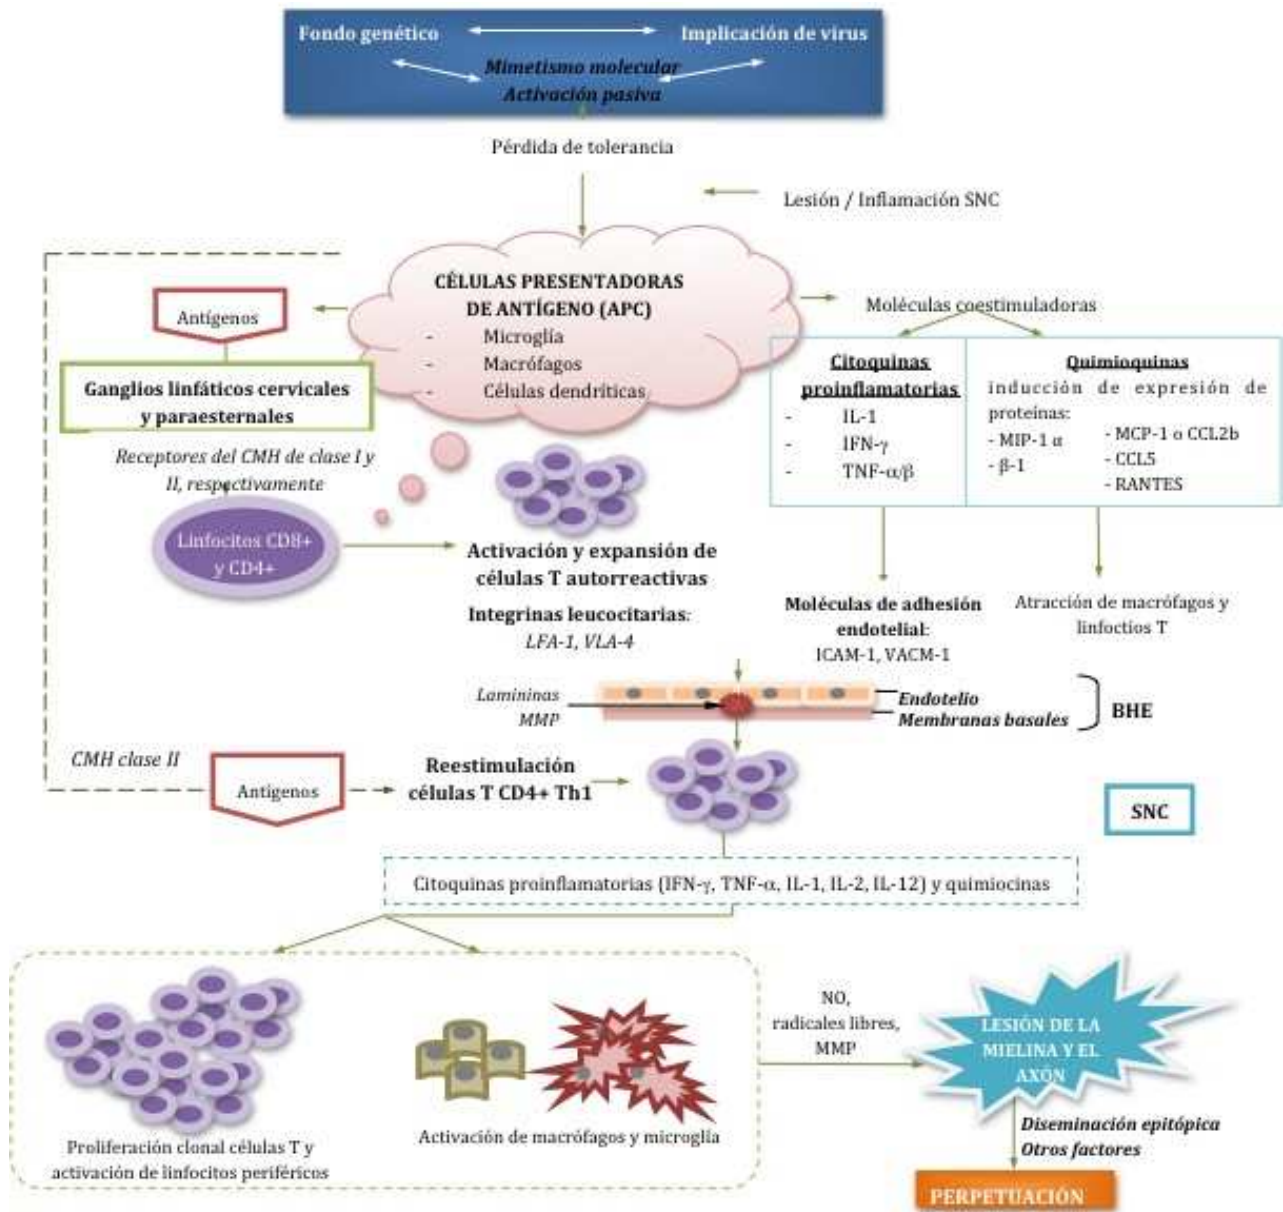 Fondo genético
Implicación de virus
Mimetismo molecular
Activación pasiva
Pérdida de tolerancia
Lesión / Inflamación SNC
CÉLULAS PRESENTADORAS
DE ANTÍGENO (APC)
- Microglía
- Macrófagos
- Células dendríticas
Antígenos
Ganglios linfáticos cervicales
y paraesternales
Receptores del CMH de clase I y
II, respectivamente
Linfocitos CD8+
y CD4+
Moléculas coestimuladoras
Citoquinas
proinflamatorias
- IL-1
- IFN-γ
- TNF-α/β
Quimioquinas
inducción de expresión de
proteínas:
- MIP-1 α
- β-1
- MCP-1 o CCL2b
- CCL5
- RANTES
Activación y expansión de
células T autorreactivas
Integrinas leucocitarias:
LFA-1, VLA-4
Moléculas de adhesión
endotelial:
ICAM-1, VACM-1
Atracción de macrófagos y
linfoctios T
Lamininas
MMP
Endotelio
Membranas basales
BHE
CMH clase II
Antígenos
Reestimulación
células T CD4+ Th1
SNC
Citoquinas proinflamatorias (IFN-γ, TNF-α, IL-1, IL-2, IL-12) y quimiocinas
Proliferación clonal células T y
activación de linfocitos periféricos
Activación de macrófagos y microglía
NO,
radicales libres,
MMP
LESIÓN DE LA
MIELINA Y EL
AXÓN
Diseminación epitópica
Otros factores
PERPETUACIÓN